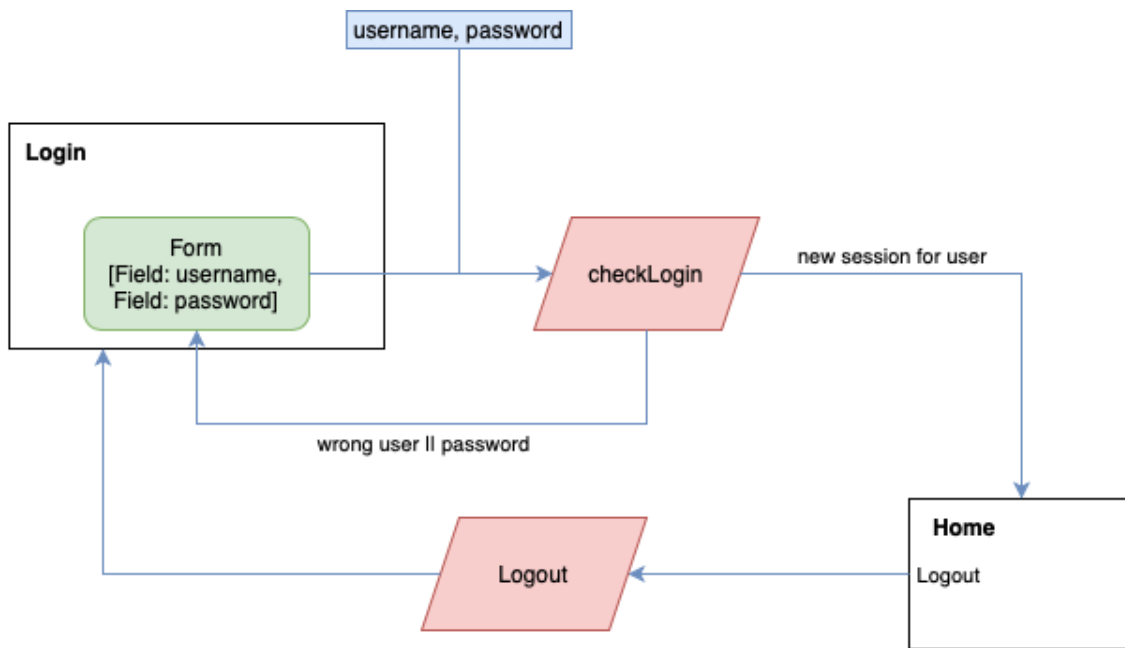 username, password
Login
Form
[Field: username,
Field: password]
checkLogin
new session for user
wrong user || password
Home
Logout
Logout